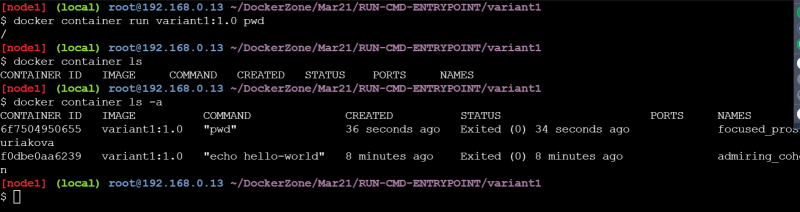 [node1] (local) root@192.168.0.13 ~/DockerZone/Mar21/RUN-CMD-ENTRYPOINT/variant1
$ docker container run variant1:1.0 pwd
/
[node1] (local) root@192.168.0.13 ~/DockerZone/Mar21/RUN-CMD-ENTRYPOINT/variant1
$ docker container ls
CONTAINER ID   IMAGE     COMMAND   CREATED   STATUS    PORTS     NAMES
[node1] (local) root@192.168.0.13 ~/DockerZone/Mar21/RUN-CMD-ENTRYPOINT/variant1
$ docker container ls -a
CONTAINER ID   IMAGE          COMMAND              CREATED          STATUS                      PORTS     NAMES
6f7504950655   variant1:1.0   "pwd"                36 seconds ago   Exited (0) 34 seconds ago             focused_pros
uriakova
f0dbe0aa6239   variant1:1.0   "echo hello-world"   8 minutes ago    Exited (0) 8 minutes ago              admiring_cohe
n
[node1] (local) root@192.168.0.13 ~/DockerZone/Mar21/RUN-CMD-ENTRYPOINT/variant1
$